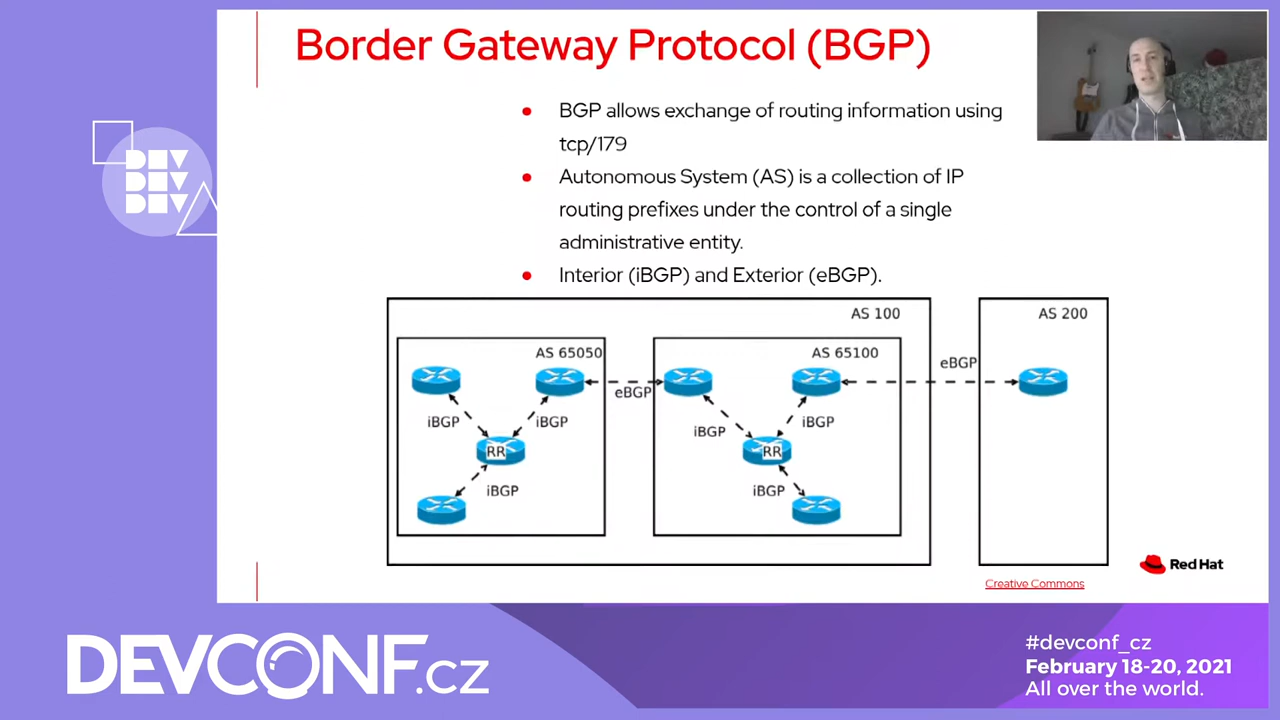 Border Gateway Protocol (BGP)
BGP allows exchange of routing information using
tcp/179
Autonomous System (AS) is a collection of IP
routing prefixes under the control of a single
administrative entity.
Interior (iBGP) and Exterior (eBGP).
DEV
DEV
DEV
AS 100
AS 200
AS 65050
AS 65100
eBGP
eBGP
iBGP
iBGP
iBGP
iBGP
RR
RR
iBGP
iBGP
Red Hat
Creative Commons
DEVCONF.cz
#devconf_cz
February 18-20, 2021
All over the world.